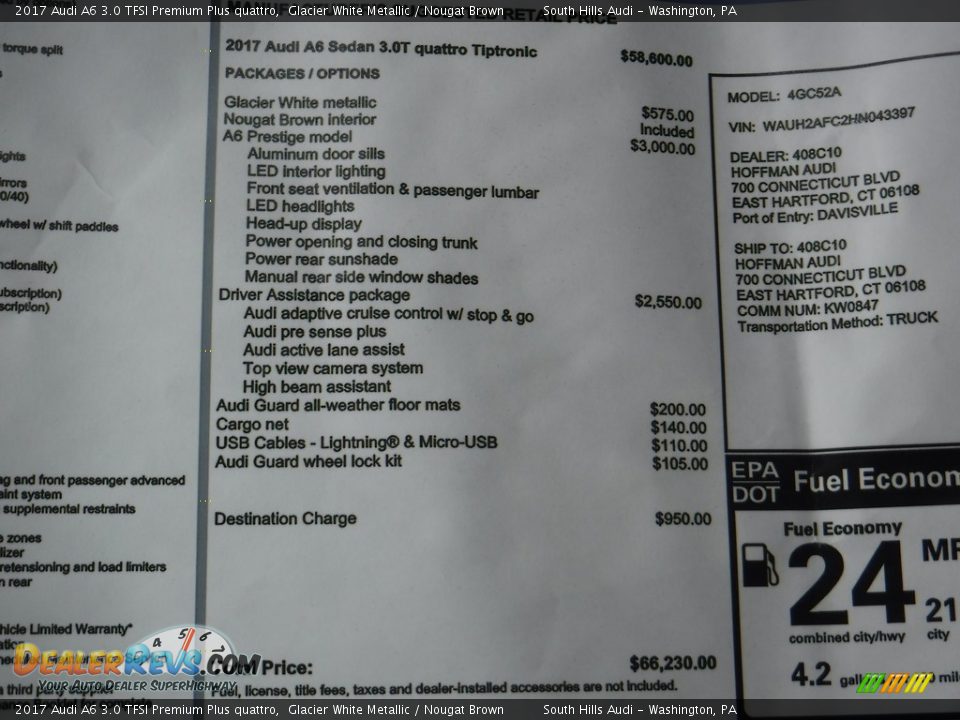 2017 Audi A6 3.0 TFSI Premium Plus quattro, Glacier White Metallic / Nougat Brown South Hills Audi - Washington, PA
RETAIL PRICE
torque split
2017 Audi A6 Sedan 3.0T quattro Tiptronic $58,600.00
PACKAGES / OPTIONS
Glacier White metallic $575.00
Nougat Brown interior Included
A6 Prestige model $3,000.00
Aluminum door sills
LED interior lighting
Front seat ventilation & passenger lumbar
LED headlights
Head-up display
Power opening and closing trunk
Power rear sunshade
Manual rear side window shades
Driver Assistance package $2,550.00
Audi adaptive cruise control w/ stop & go
Audi pre sense plus
Audi active lane assist
Top view camera system
High beam assistant
Audi Guard all-weather floor mats $200.00
Cargo net $140.00
USB Cables - Lightning® & Micro-USB $110.00
Audi Guard wheel lock kit $105.00
Destination Charge $950.00
Price: $66,230.00
Fuel, license, title fees, taxes and dealer-installed accessories are not included.
MODEL: 4GC52A
VIN: WAUH2AFC2HN043397
DEALER: 408C10
HOFFMAN AUDI
700 CONNECTICUT BLVD
EAST HARTFORD, CT 06108
Port of Entry: DAVISVILLE
SHIP TO: 408C10
HOFFMAN AUDI
700 CONNECTICUT BLVD
EAST HARTFORD, CT 06108
COMM NUM: KW0847
Transportation Method: TRUCK
EPA
DOT
Fuel Econom
Fuel Economy
24
21
combined city/hwy
city
4.2
ights
irrors
0/40)
wheel w/ shift paddles
nctionality)
ubscription)
scription)
ag and front passenger advanced
aint system
supplemental restraints
e zones
lizer
retensioning and load limiters
n rear
hicle Limited Warranty*
a third party supplier
4 5 6
DealerRevs.com
Your Auto Dealer SuperHighway
2017 Audi A6 3.0 TFSI Premium Plus quattro, Glacier White Metallic / Nougat Brown South Hills Audi - Washington, PA